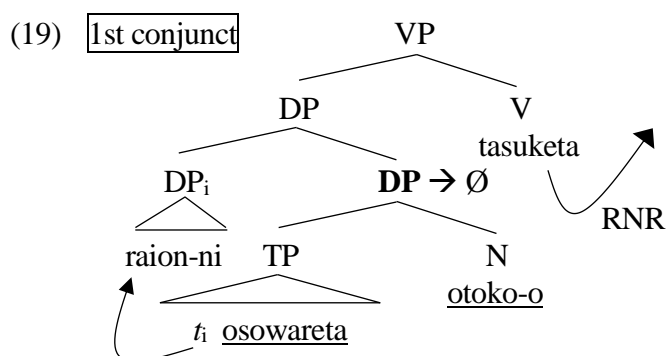 (19) 1st conjunct VP
DP V
tasuketa
DPi DP → Ø
RNR
raion-ni TP N
otoko-o
ti osowareta